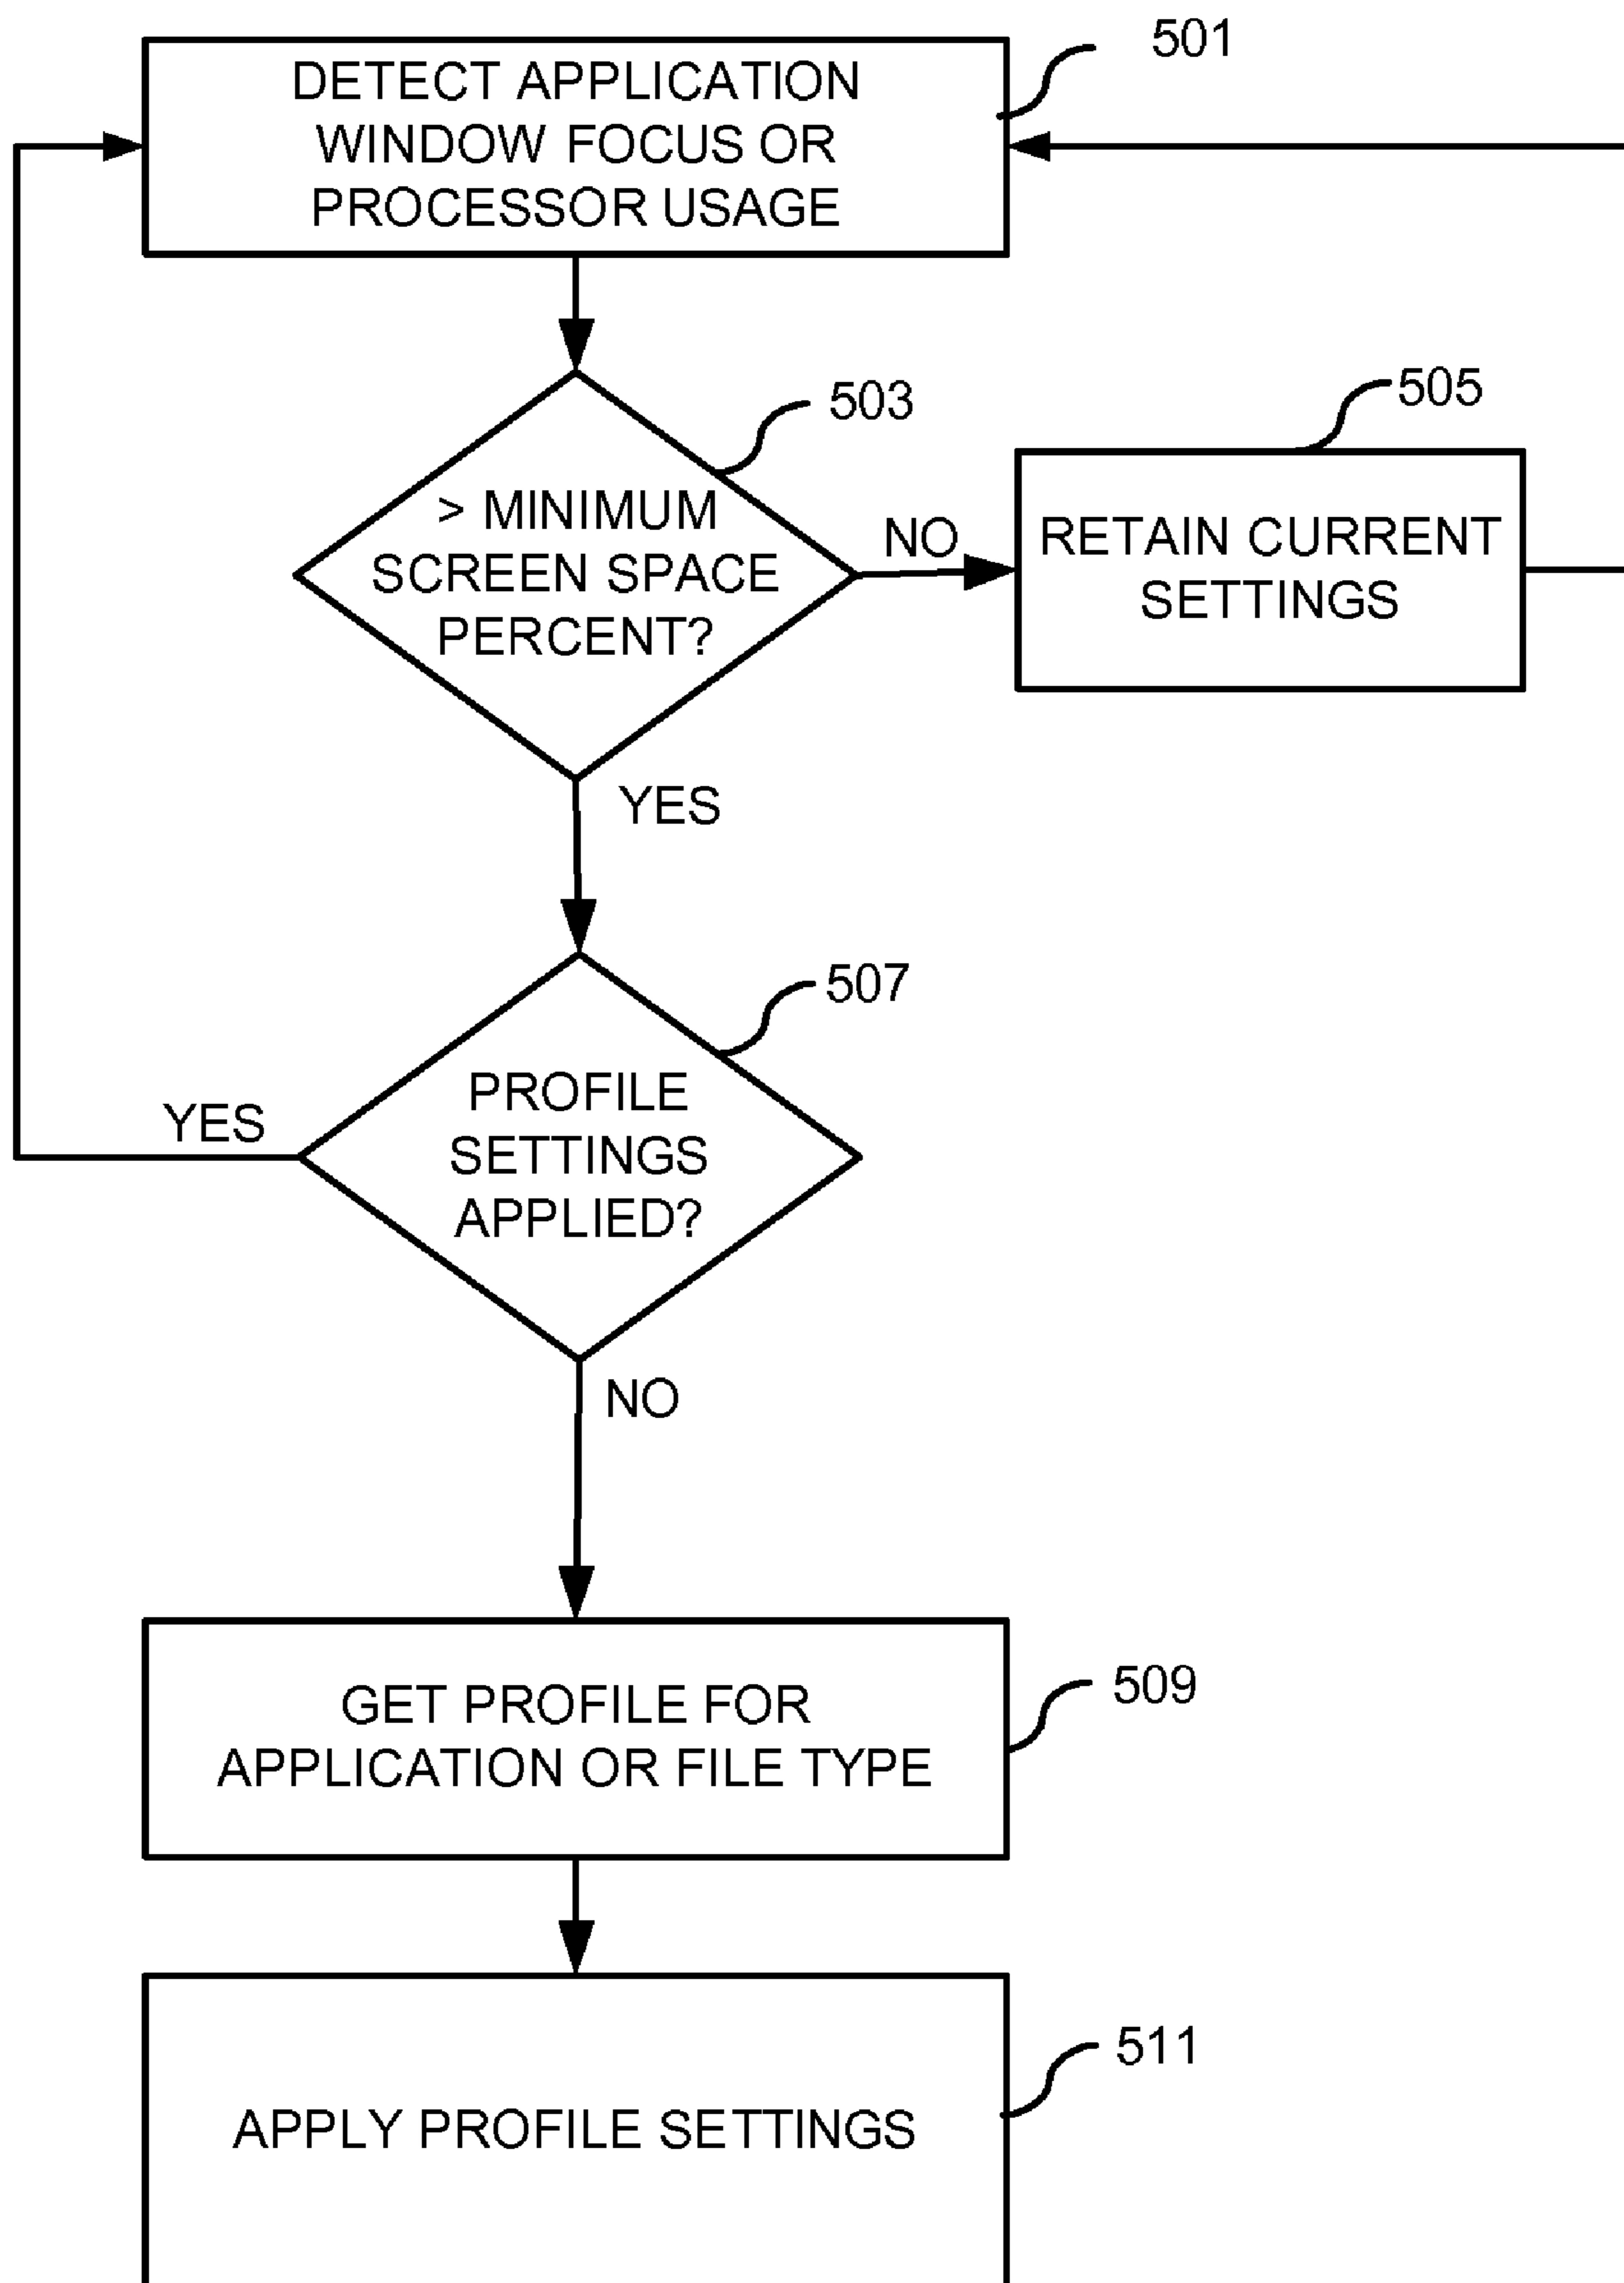 501
DETECT APPLICATION
WINDOW FOCUS OR
PROCESSOR USAGE
503
> MINIMUM
SCREEN SPACE
PERCENT?
NO
505
RETAIN CURRENT
SETTINGS
YES
507
PROFILE
SETTINGS
APPLIED?
YES
NO
509
GET PROFILE FOR
APPLICATION OR FILE TYPE
511
APPLY PROFILE SETTINGS